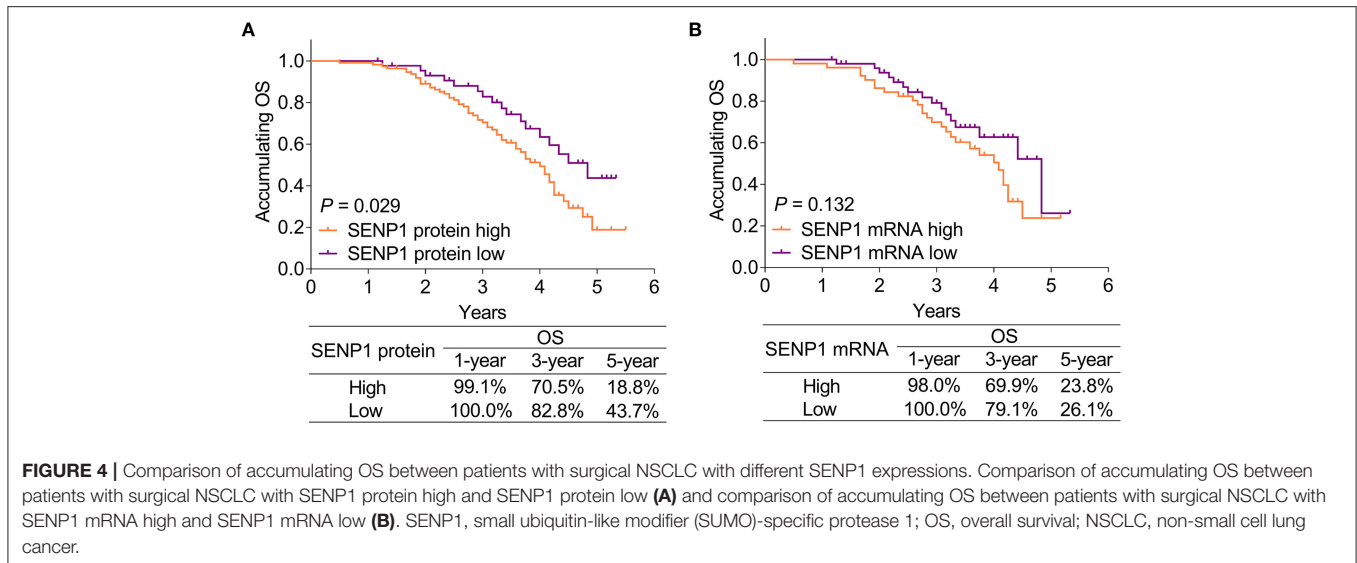 A
Accumulating OS
1.0
0.8
0.6
0.4
0.2
0.0
P = 0.029
SENP1 protein high
SENP1 protein low
0 1 2 3 4 5 6
Years
SENP1 protein OS
1-year 3-year 5-year
High 99.1% 70.5% 18.8%
Low 100.0% 82.8% 43.7%
B
Accumulating OS
1.0
0.8
0.6
0.4
0.2
0.0
P = 0.132
SENP1 mRNA high
SENP1 mRNA low
0 1 2 3 4 5 6
Years
SENP1 mRNA OS
1-year 3-year 5-year
High 98.0% 69.9% 23.8%
Low 100.0% 79.1% 26.1%
FIGURE 4 | Comparison of accumulating OS between patients with surgical NSCLC with different SENP1 expressions. Comparison of accumulating OS between
patients with surgical NSCLC with SENP1 protein high and SENP1 protein low (A) and comparison of accumulating OS between patients with surgical NSCLC with
SENP1 mRNA high and SENP1 mRNA low (B). SENP1, small ubiquitin-like modifier (SUMO)-specific protease 1; OS, overall survival; NSCLC, non-small cell lung
cancer.